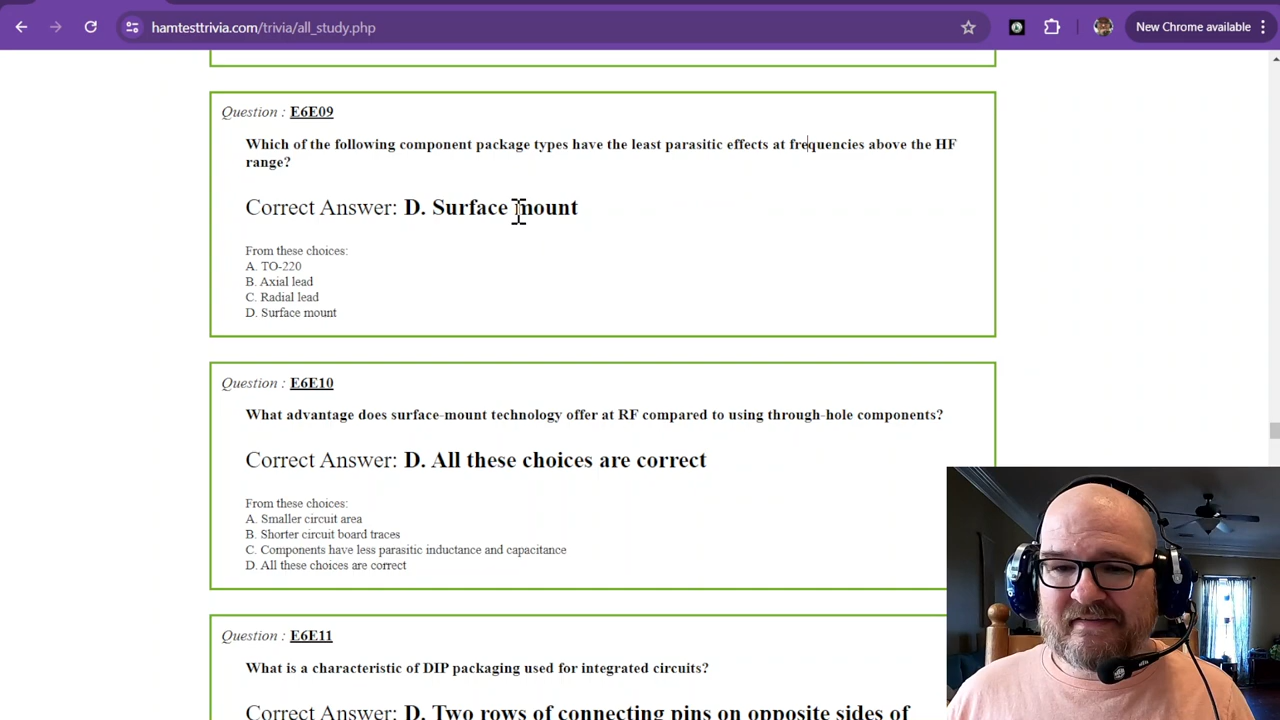 hamtesttrivia.com/trivia/all_study.php
New Chrome available
Question : E6E09
Which of the following component package types have the least parasitic effects at frequencies above the HF
range?
Correct Answer: D. Surface mount
From these choices:
A. TO-220
B. Axial lead
C. Radial lead
D. Surface mount
Question : E6E10
What advantage does surface-mount technology offer at RF compared to using through-hole components?
Correct Answer: D. All these choices are correct
From these choices:
A. Smaller circuit area
B. Shorter circuit board traces
C. Components have less parasitic inductance and capacitance
D. All these choices are correct
Question : E6E11
What is a characteristic of DIP packaging used for integrated circuits?
Correct Answer: D. Two rows of connecting pins on opposite sides of